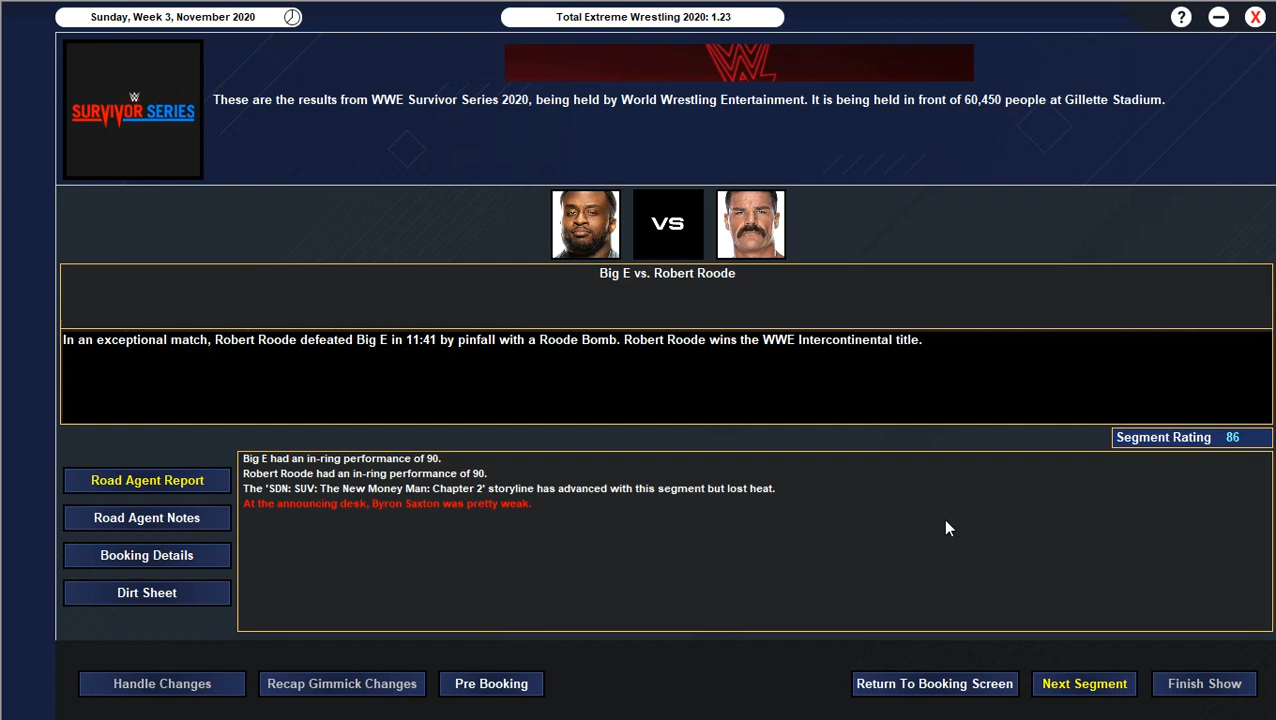 Sunday, Week 3, November 2020
Total Extreme Wrestling 2020: 1.23
?
X
W
SURVIVOR SERIES
These are the results from WWE Survivor Series 2020, being held by World Wrestling Entertainment. It is being held in front of 60,450 people at Gillette Stadium.
VS
Big E vs. Robert Roode
In an exceptional match, Robert Roode defeated Big E in 11:41 by pinfall with a Roode Bomb. Robert Roode wins the WWE Intercontinental title.
Segment Rating 86
Road Agent Report
Road Agent Notes
Booking Details
Dirt Sheet
Big E had an in-ring performance of 90.
Robert Roode had an in-ring performance of 90.
The 'SDN: SUV: The New Money Man: Chapter 2' storyline has advanced with this segment but lost heat.
At the announcing desk, Byron Saxton was pretty weak.
Handle Changes
Recap Gimmick Changes
Pre Booking
Return To Booking Screen
Next Segment
Finish Show